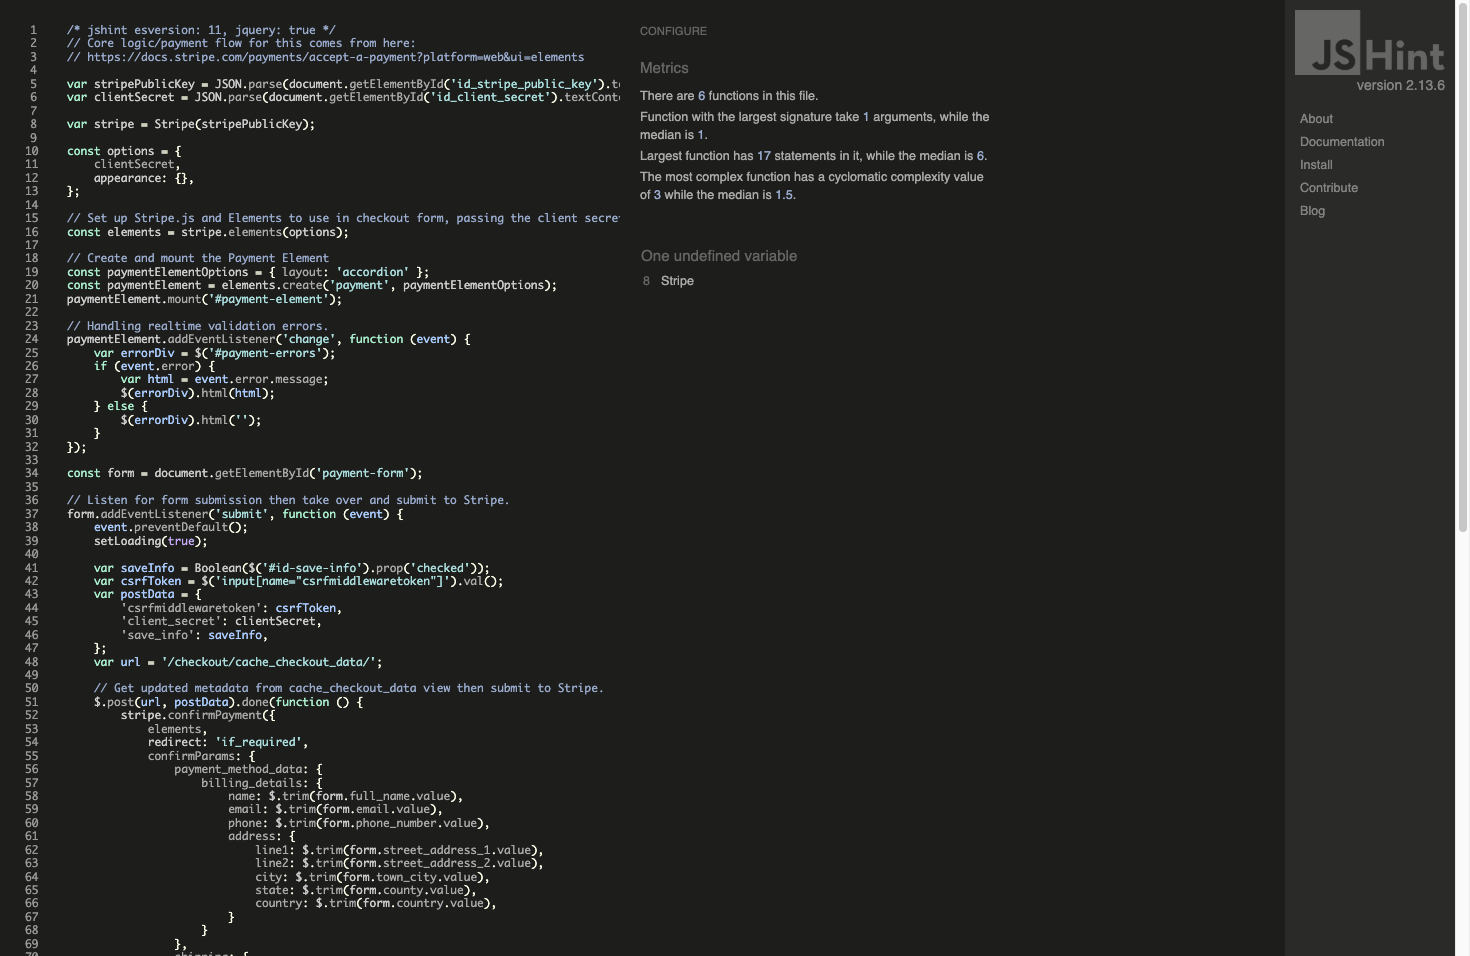 1 /* jshint esversion: 11, jquery: true */
2 // Core logic/payment flow for this comes from here:
3 // https://docs.stripe.com/payments/accept-a-payment?platform=web&ui=elements
4
5 var stripePublicKey = JSON.parse(document.getElementById('id_stripe_public_key').t
6 var clientSecret = JSON.parse(document.getElementById('id_client_secret').textCont
7
8 var stripe = Stripe(stripePublicKey);
9
10 const options = {
11 clientSecret,
12 appearance: {},
13 };
14
15 // Set up Stripe.js and Elements to use in checkout form, passing the client secre
16 const elements = stripe.elements(options);
17
18 // Create and mount the Payment Element
19 const paymentElementOptions = { layout: 'accordion' };
20 const paymentElement = elements.create('payment', paymentElementOptions);
21 paymentElement.mount('#payment-element');
22
23 // Handling realtime validation errors.
24 paymentElement.addEventListener('change', function (event) {
25 var errorDiv = $('#payment-errors');
26 if (event.error) {
27 var html = event.error.message;
28 $(errorDiv).html(html);
29 } else {
30 $(errorDiv).html('');
31 }
32 });
33
34 const form = document.getElementById('payment-form');
35
36 // Listen for form submission then take over and submit to Stripe.
37 form.addEventListener('submit', function (event) {
38 event.preventDefault();
39 setLoading(true);
40
41 var saveInfo = Boolean($('#id-save-info').prop('checked'));
42 var csrfToken = $('input[name="csrfmiddlewaretoken"]').val();
43 var postData = {
44 'csrfmiddlewaretoken': csrfToken,
45 'client_secret': clientSecret,
46 'save_info': saveInfo,
47 };
48 var url = '/checkout/cache_checkout_data/';
49
50 // Get updated metadata from cache_checkout_data view then submit to Stripe.
51 $.post(url, postData).done(function () {
52 stripe.confirmPayment({
53 elements,
54 redirect: 'if_required',
55 confirmParams: {
56 payment_method_data: {
57 billing_details: {
58 name: $.trim(form.full_name.value),
59 email: $.trim(form.email.value),
60 phone: $.trim(form.phone_number.value),
61 address: {
62 line1: $.trim(form.street_address_1.value),
63 line2: $.trim(form.street_address_2.value),
64 city: $.trim(form.town_city.value),
65 state: $.trim(form.county.value),
66 country: $.trim(form.country.value),
67 }
68 }
69 },
CONFIGURE
Metrics
There are 6 functions in this file.
Function with the largest signature take 1 arguments, while the
median is 1.
Largest function has 17 statements in it, while the median is 6.
The most complex function has a cyclomatic complexity value
of 3 while the median is 1.5.
One undefined variable
8 Stripe
JSHint
version 2.13.6
About
Documentation
Install
Contribute
Blog